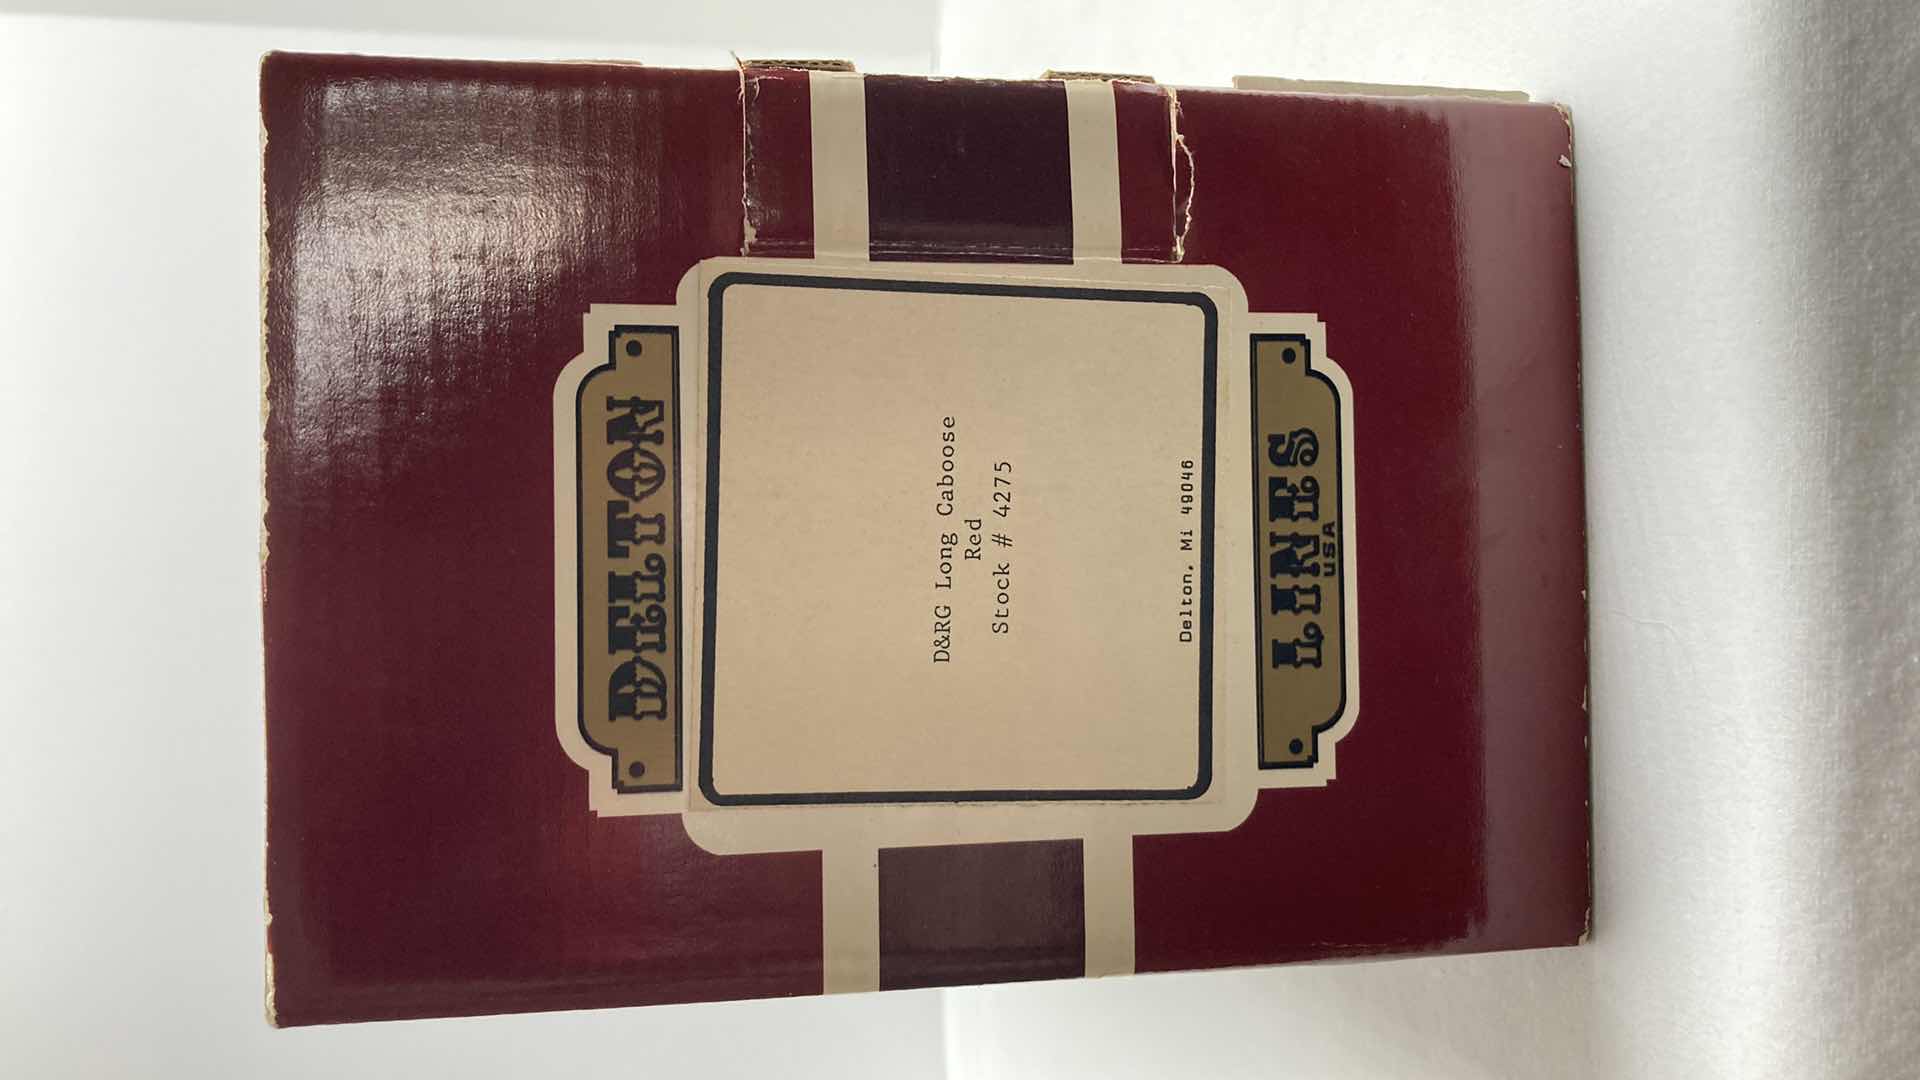 DELTON
D&RG Long Caboose
Red
Stock # 4275
Delton, Mi 49046
LINES
USA